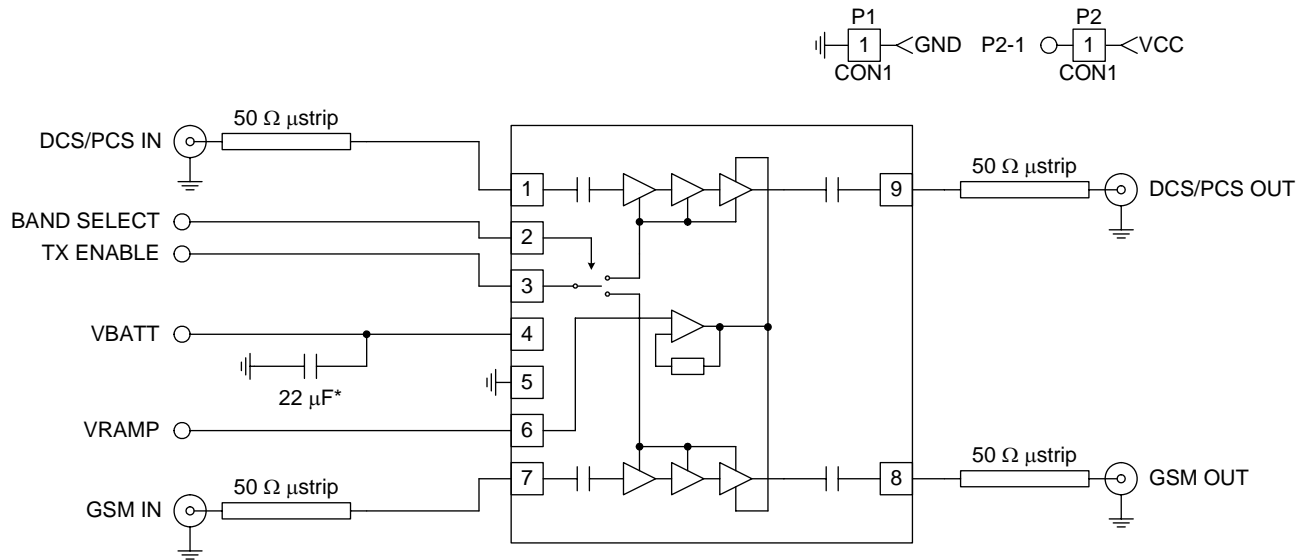 P1
1
GND
CON1
P2-1
P2
1
VCC
CON1
DCS/PCS IN
50 Ω μstrip
BAND SELECT
TX ENABLE
VBATT
22 μF*
VRAMP
GSM IN
50 Ω μstrip
1
2
3
4
5
6
7
9
8
50 Ω μstrip
DCS/PCS OUT
50 Ω μstrip
GSM OUT